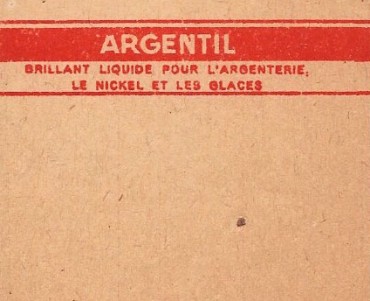 ARGENTIL
BRILLANT LIQUIDE POUR L'ARGENTERIE,
LE NICKEL ET LES GLACES